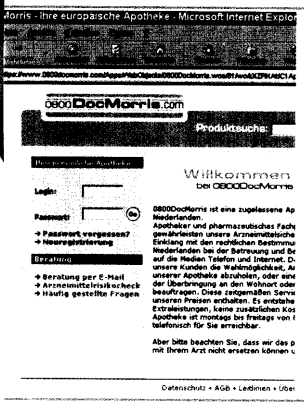 Morris - Ihre europäische Apotheke - Microsoft Internet Explor
0800DocMorris.com
Produktsuche:
Willkommen
bei 0800DocMorris
Login:
Passwort:
Go
→ Passwort vergessen?
→ Neuregistrierung
Beratung
→ Beratung per E-Mail
→ Arzneimittelrisikocheck
→ Häufig gestellte Fragen
0800DocMorris ist eine zugelassene Ap
Niederlanden.
Apotheker und pharmazeutisches Fach
gewährleisten unsere Arzneimittelsiche
Einklang mit den rechtlichen Bestimmu
Niederlanden bei der Betreuung und Be
auf die Medien Telefon und Internet. D
unsere Kunden die Wahlmöglichkeit, Ar
unserer Apotheke abzuholen, oder eine
der Überbringung an den Wohnort oder
beauftragen. Diese zeitgemäßen Servic
unseren Preisen enthalten. Es entstehe
Extraleistungen, keine zusätzlichen Kos
Apotheke ist montags bis freitags von 8
telefonisch für Sie erreichbar.
Aber bitte beachten Sie, dass wir das p
mit Ihrem Arzt nicht ersetzen können u
Datenschutz • AGB • Leitlinien • Über